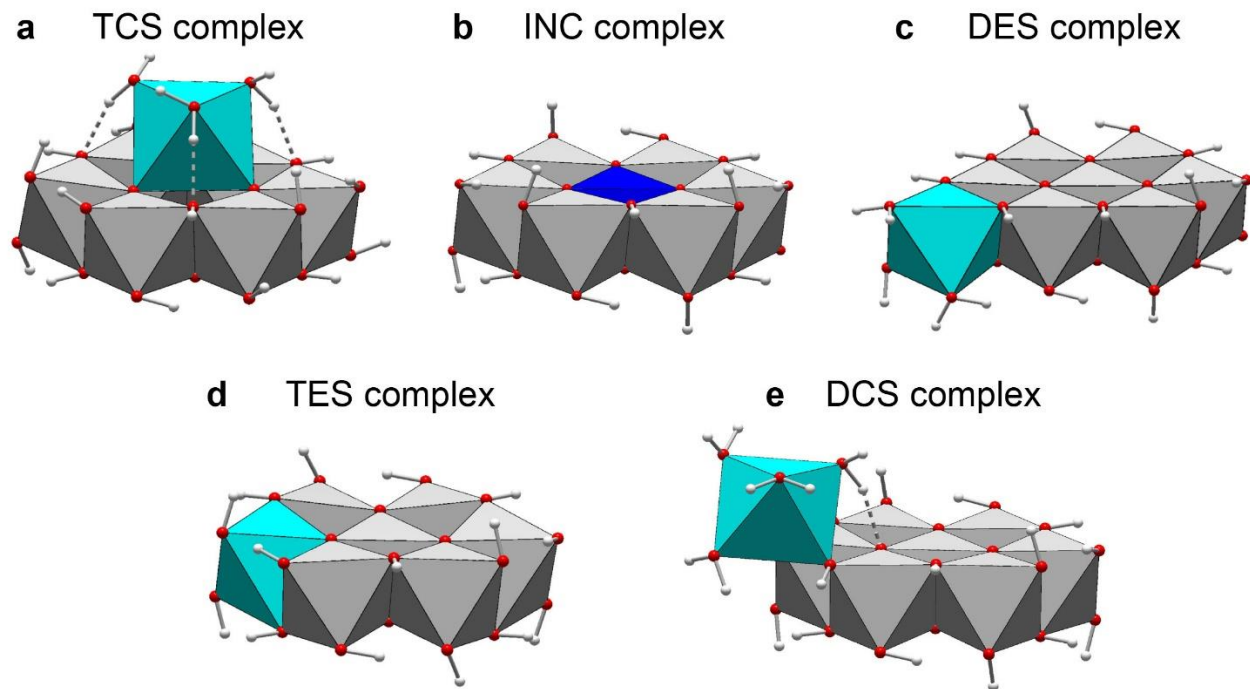 a TCS complex
b INC complex
c DES complex
d TES complex
e DCS complex